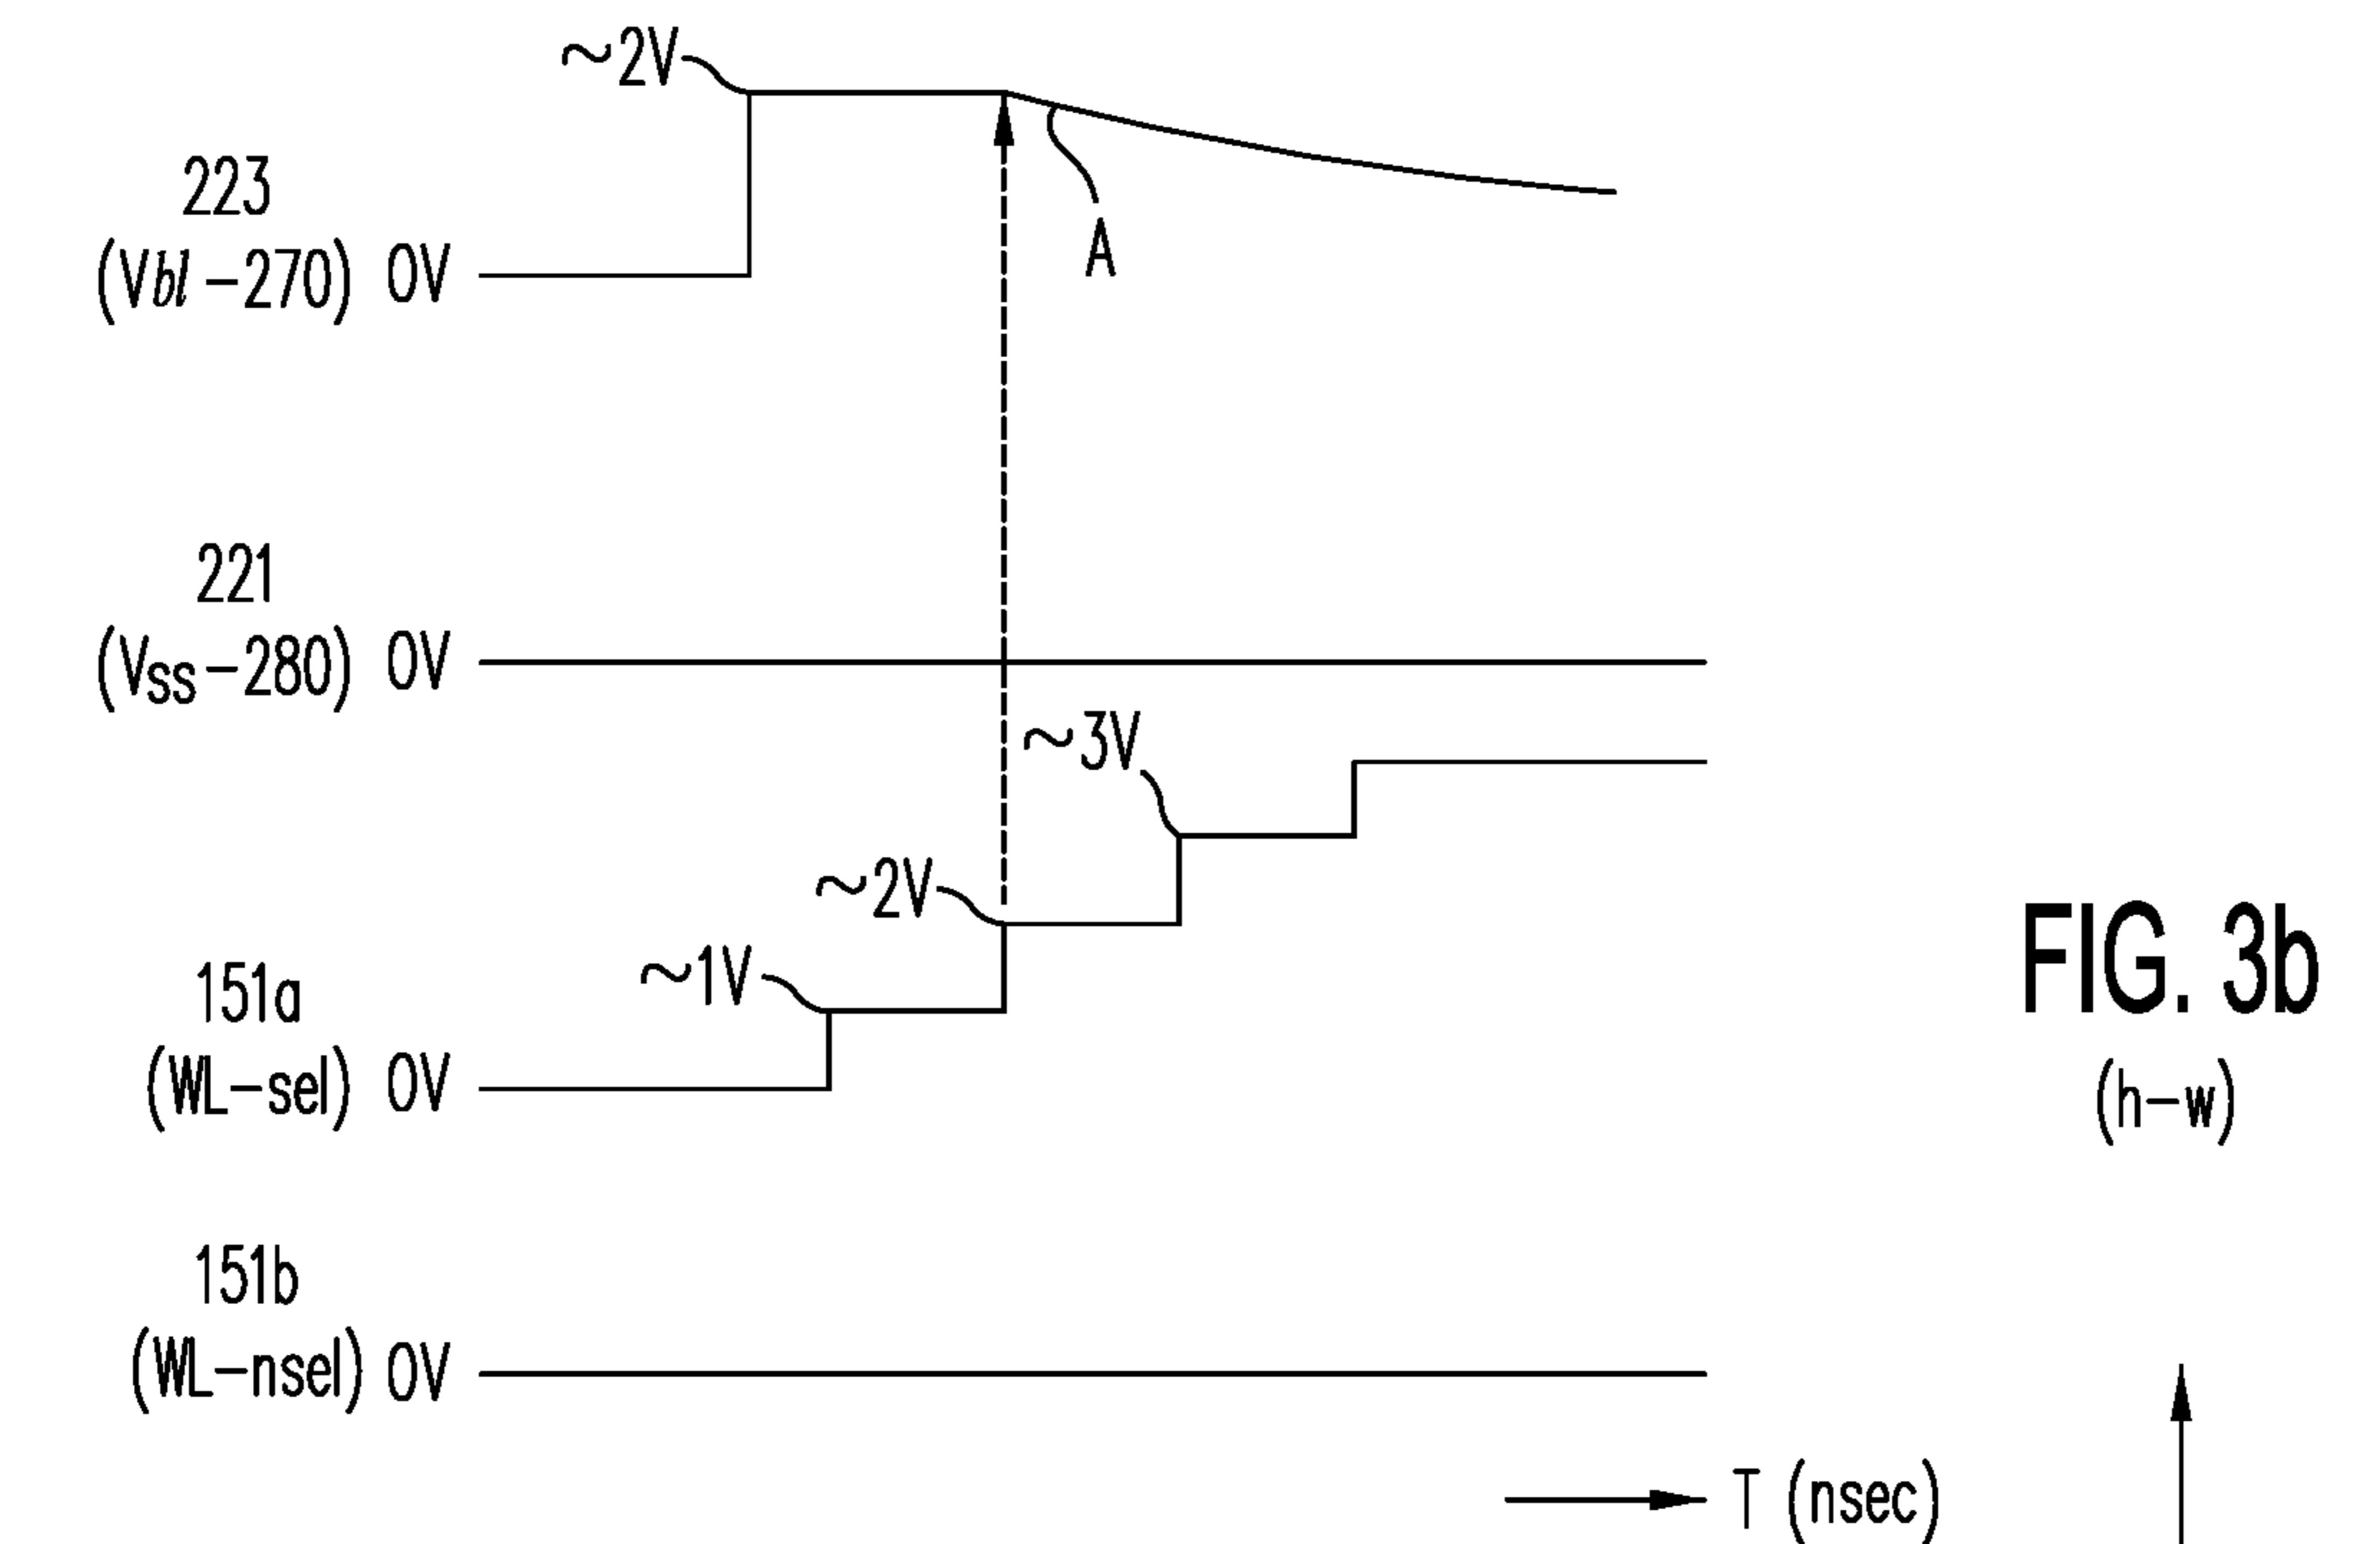 ~2V
223
(Vbl-270) 0V
A
221
(Vss-280) 0V
~3V
~2V
~1V
151a
(WL-sel) 0V
FIG. 3b
(h-w)
151b
(WL-nsel) 0V
T (nsec)